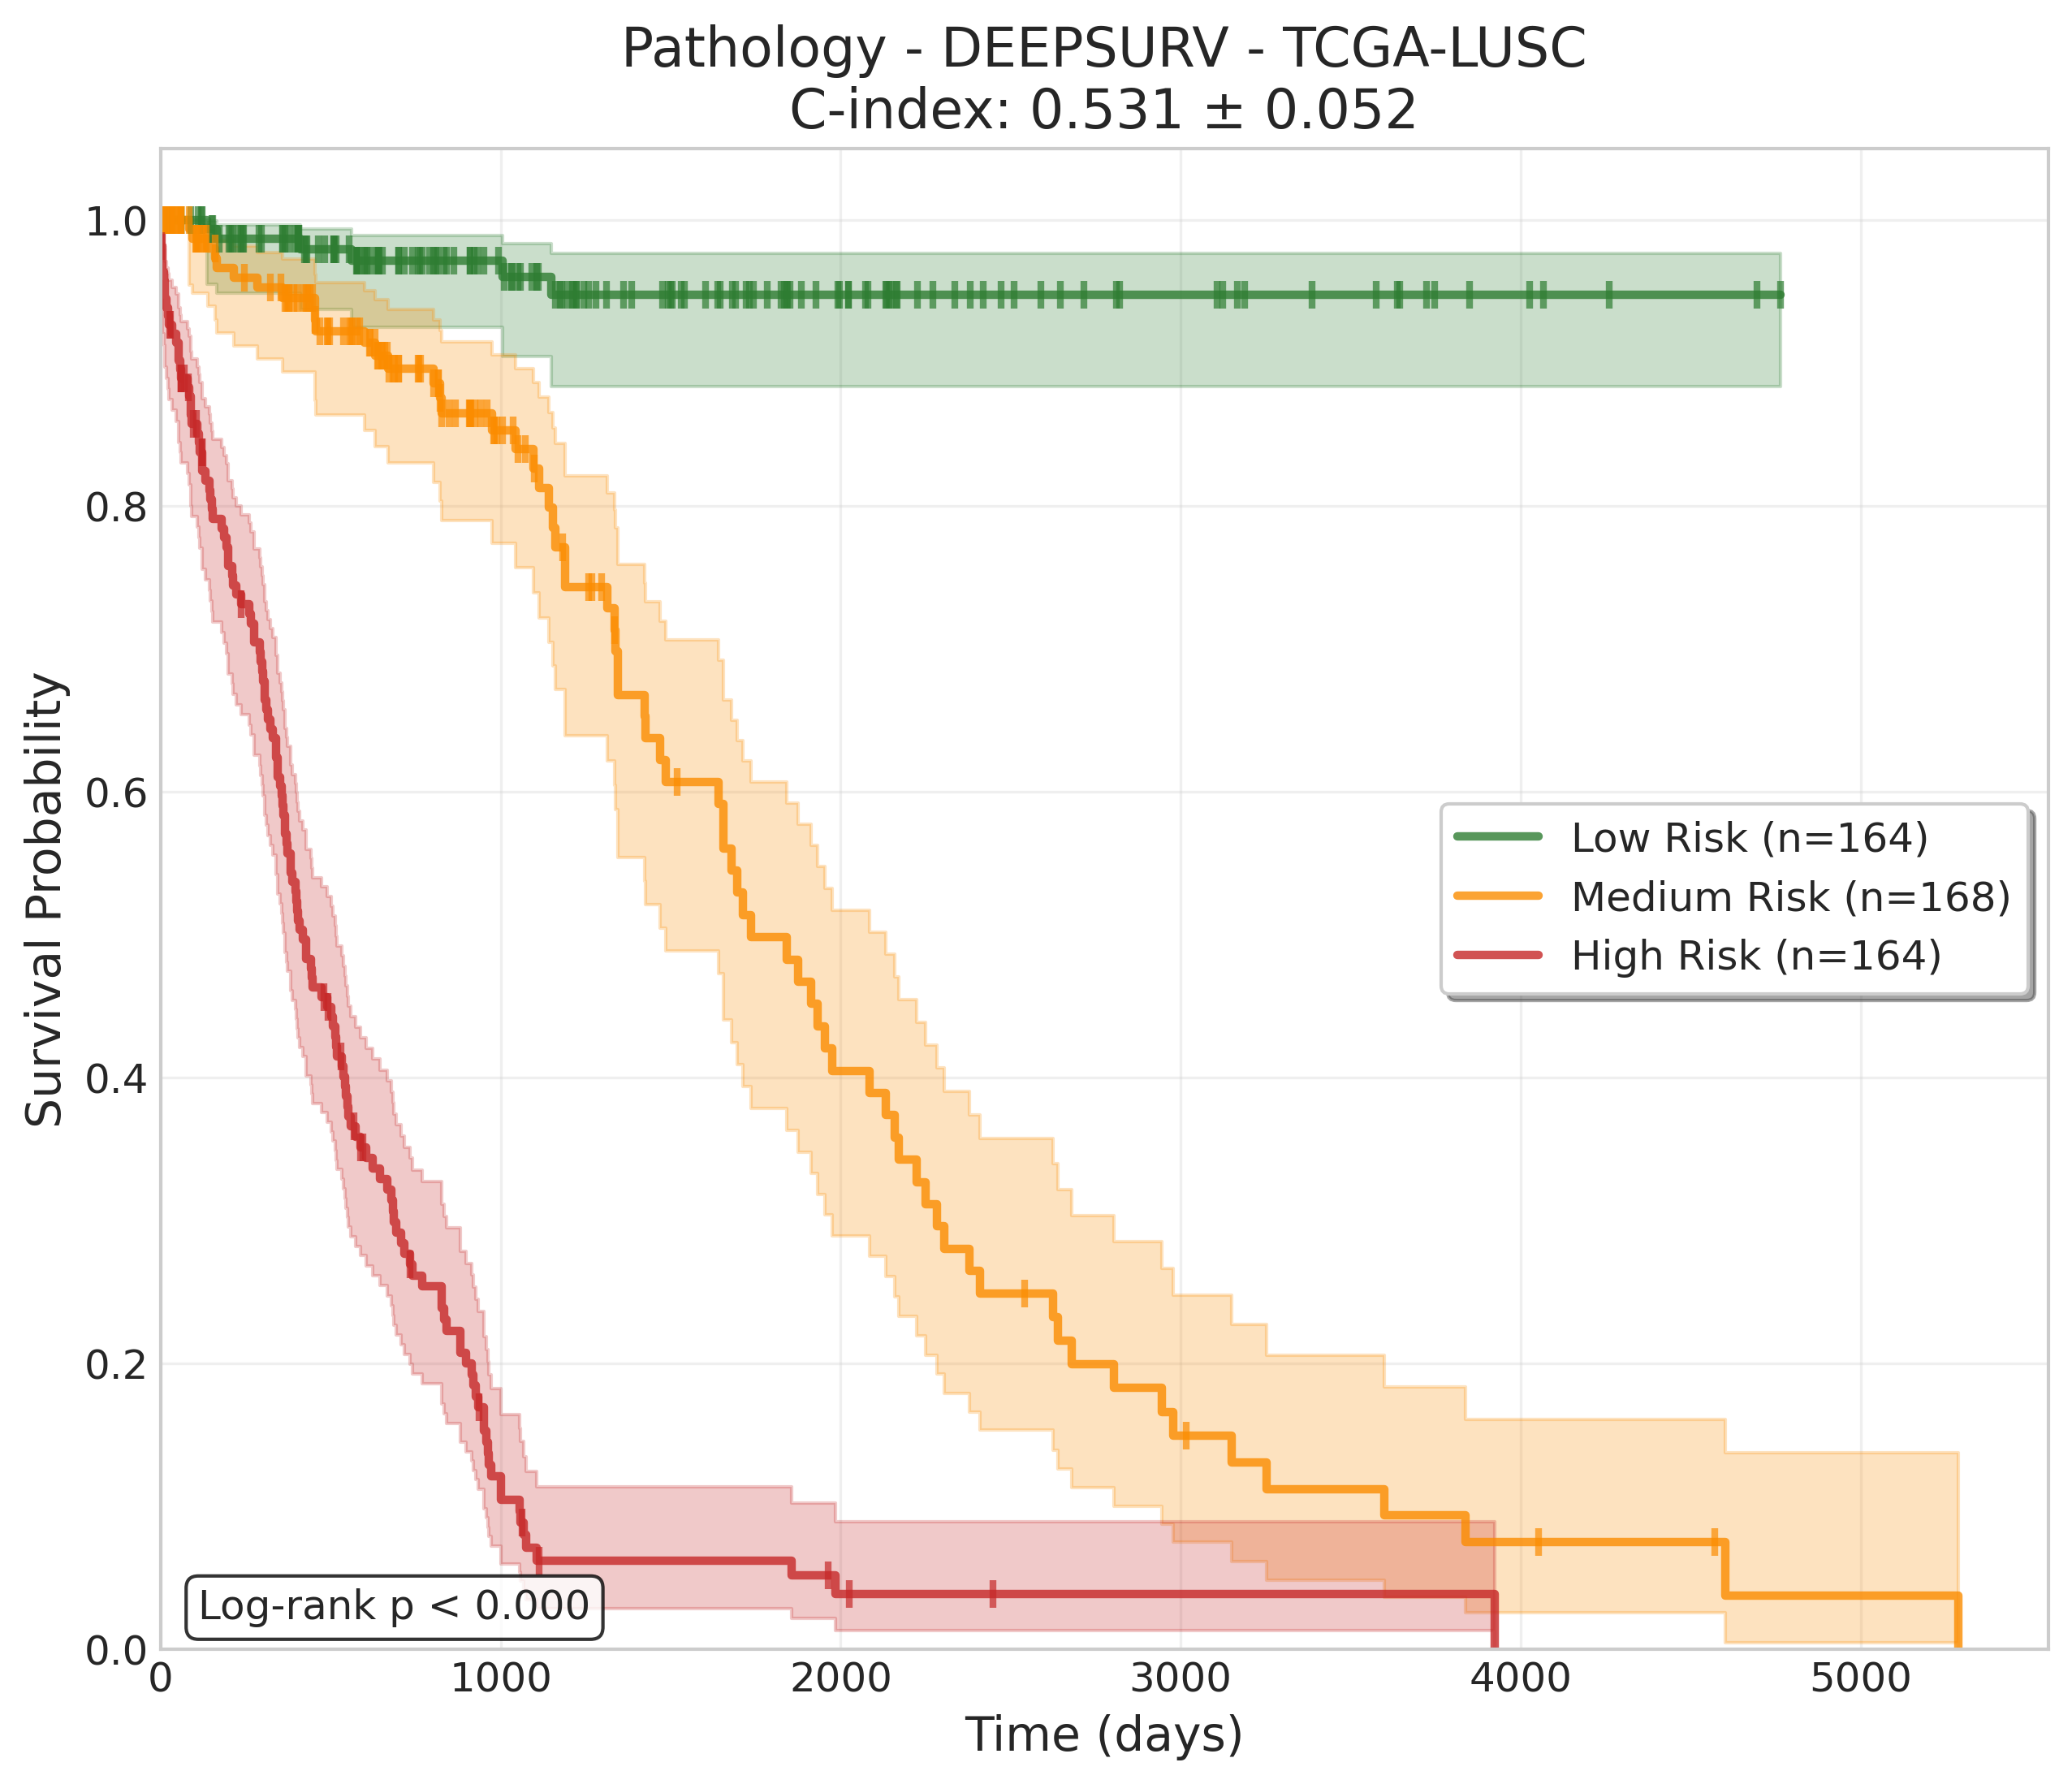 Pathology - DEEPSURV - TCGA-LUSC
C-index: 0.531 ± 0.052
Survival Probability
1.0
0.8
0.6
0.4
0.2
0.0
Low Risk (n=164)
Medium Risk (n=168)
High Risk (n=164)
Log-rank p < 0.000
0 1000 2000 3000 4000 5000
Time (days)